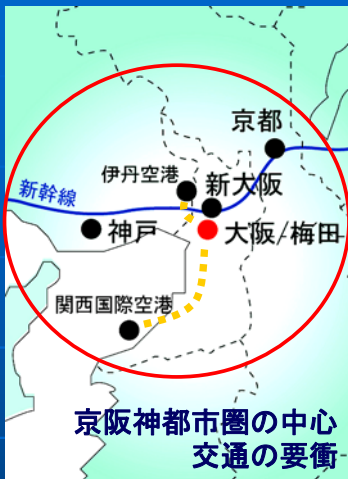 京都
伊丹空港
新大阪
新幹線
神戸
大阪/梅田
関西国際空港
京阪神都市圏の中心
交通の要衝